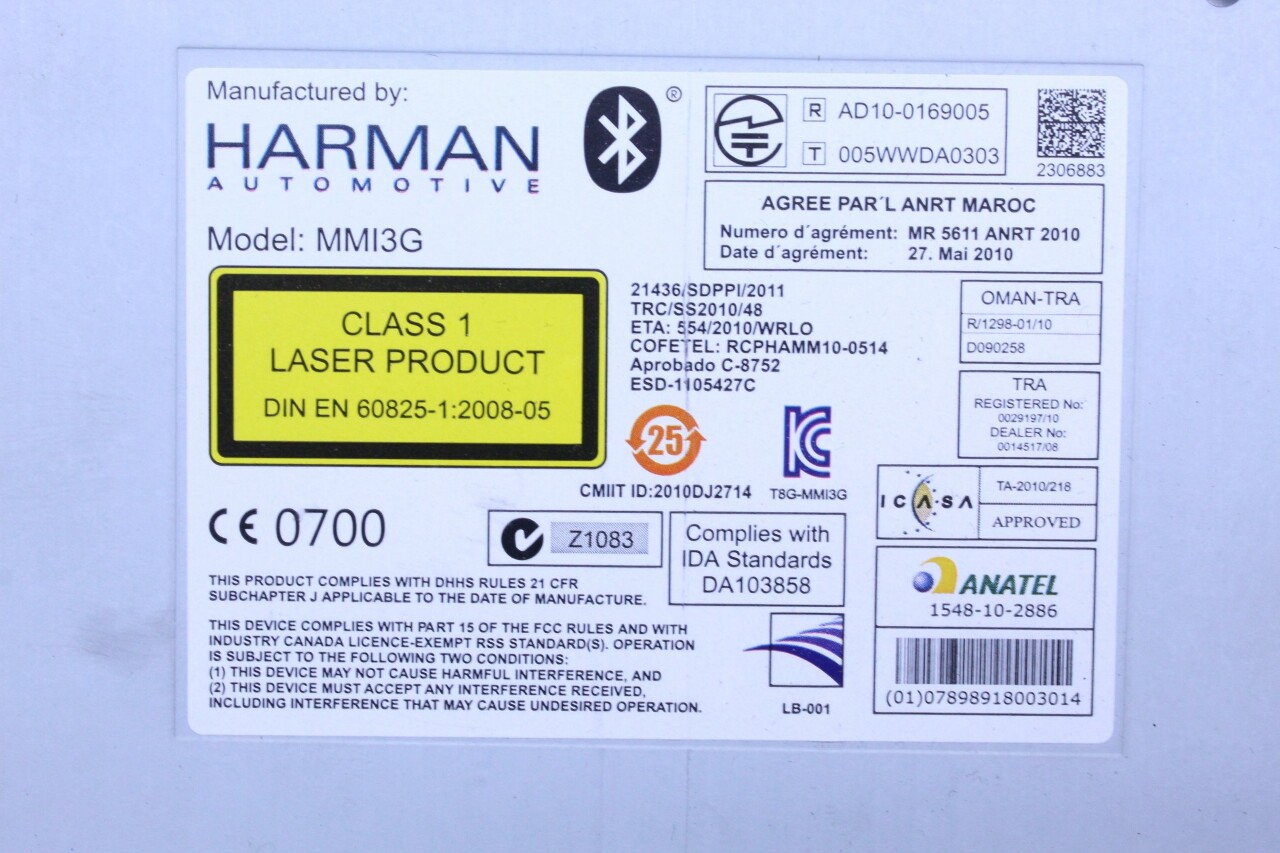 Manufactured by:
HARMAN
AUTOMOTIVE
®
Model: MMI3G
R AD10-0169005
T 005WWDA0303
2306883
AGREE PAR´L ANRT MAROC
Numero d´agrément: MR 5611 ANRT 2010
Date d´agrément: 27. Mai 2010
CLASS 1
LASER PRODUCT
DIN EN 60825-1:2008-05
21436/SDPPI/2011
TRC/SS2010/48
ETA: 554/2010/WRLO
COFETEL: RCPHAMM10-0514
Aprobado C-8752
ESD-1105427C
OMAN-TRA
R/1298-01/10
D090258
TRA
REGISTERED No:
0029197/10
DEALER No:
0014517/08
25
CMIIT ID:2010DJ2714
T8G-MMI3G
ICASA
TA-2010/218
APPROVED
CE 0700
Z1083
Complies with
IDA Standards
DA103858
ANATEL
1548-10-2886
(01)07898918003014
THIS PRODUCT COMPLIES WITH DHHS RULES 21 CFR
SUBCHAPTER J APPLICABLE TO THE DATE OF MANUFACTURE.
THIS DEVICE COMPLIES WITH PART 15 OF THE FCC RULES AND WITH
INDUSTRY CANADA LICENCE-EXEMPT RSS STANDARD(S). OPERATION
IS SUBJECT TO THE FOLLOWING TWO CONDITIONS:
(1) THIS DEVICE MAY NOT CAUSE HARMFUL INTERFERENCE, AND
(2) THIS DEVICE MUST ACCEPT ANY INTERFERENCE RECEIVED,
INCLUDING INTERFERENCE THAT MAY CAUSE UNDESIRED OPERATION.
LB-001